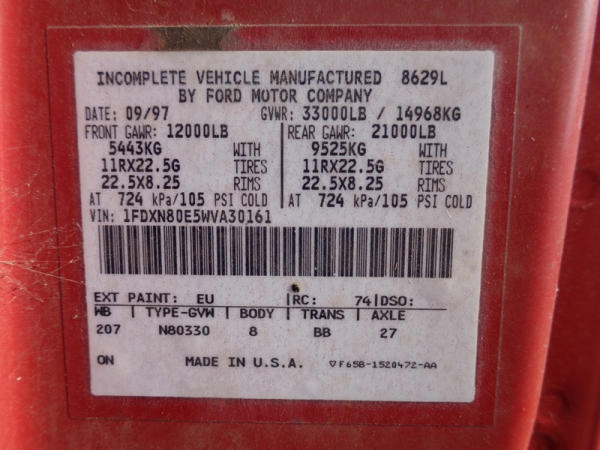 INCOMPLETE VEHICLE MANUFACTURED 8629L
BY FORD MOTOR COMPANY
DATE: 09/97 GVWR: 33000LB / 14968KG
FRONT GAWR: 12000LB REAR GAWR: 21000LB
5443KG WITH 9525KG WITH
11RX22.5G TIRES 11RX22.5G TIRES
22.5X8.25 RIMS 22.5X8.25 RIMS
AT 724 kPa/105 PSI COLD AT 724 kPa/105 PSI COLD
VIN: 1FDXN80E5WVA30161
EXT PAINT: EU |RC: 74|DSO:
WB | TYPE-GVW | BODY | TRANS | AXLE
207 N80330 8 BB 27
ON MADE IN U.S.A. ▽F65B-1520472-AA